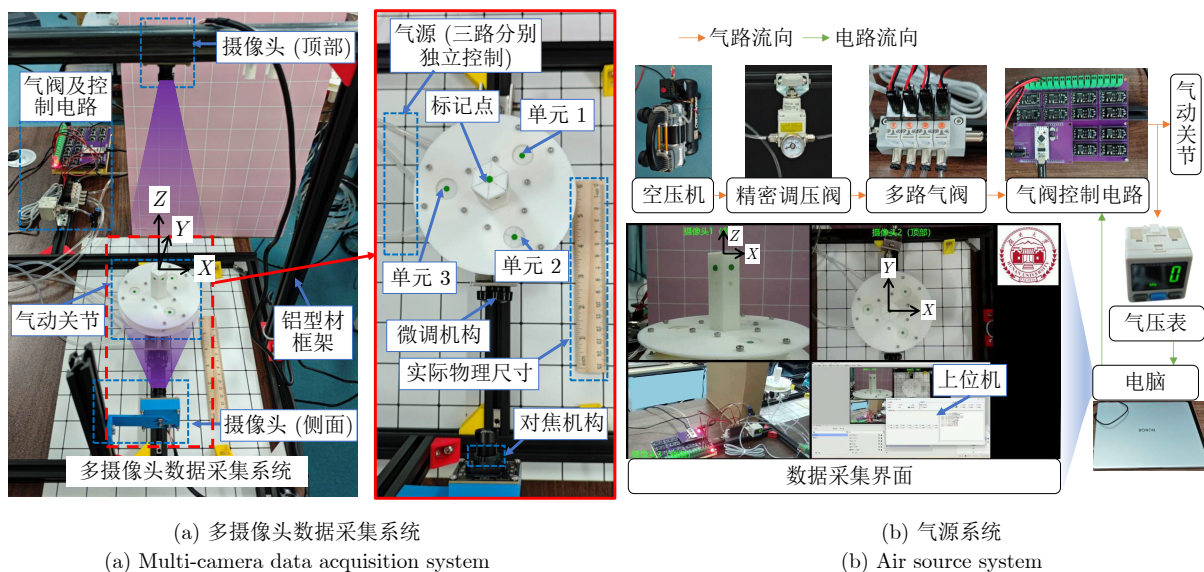 摄像头 (顶部)
气阀及控
制电路
Z
Y
X
气动关节
铝型材
框架
摄像头 (侧面)
多摄像头数据采集系统
气源 (三路分别
独立控制)
标记点
单元 1
单元 2
单元 3
微调机构
实际物理尺寸
对焦机构
(a) 多摄像头数据采集系统
(a) Multi-camera data acquisition system
气路流向
电路流向
空压机
精密调压阀
多路气阀
气阀控制电路
气动关节
气压表
电脑
摄像头1
Z
X
摄像头2 (顶部)
Y
X
上位机
数据采集界面
0
HONOR
(b) 气源系统
(b) Air source system